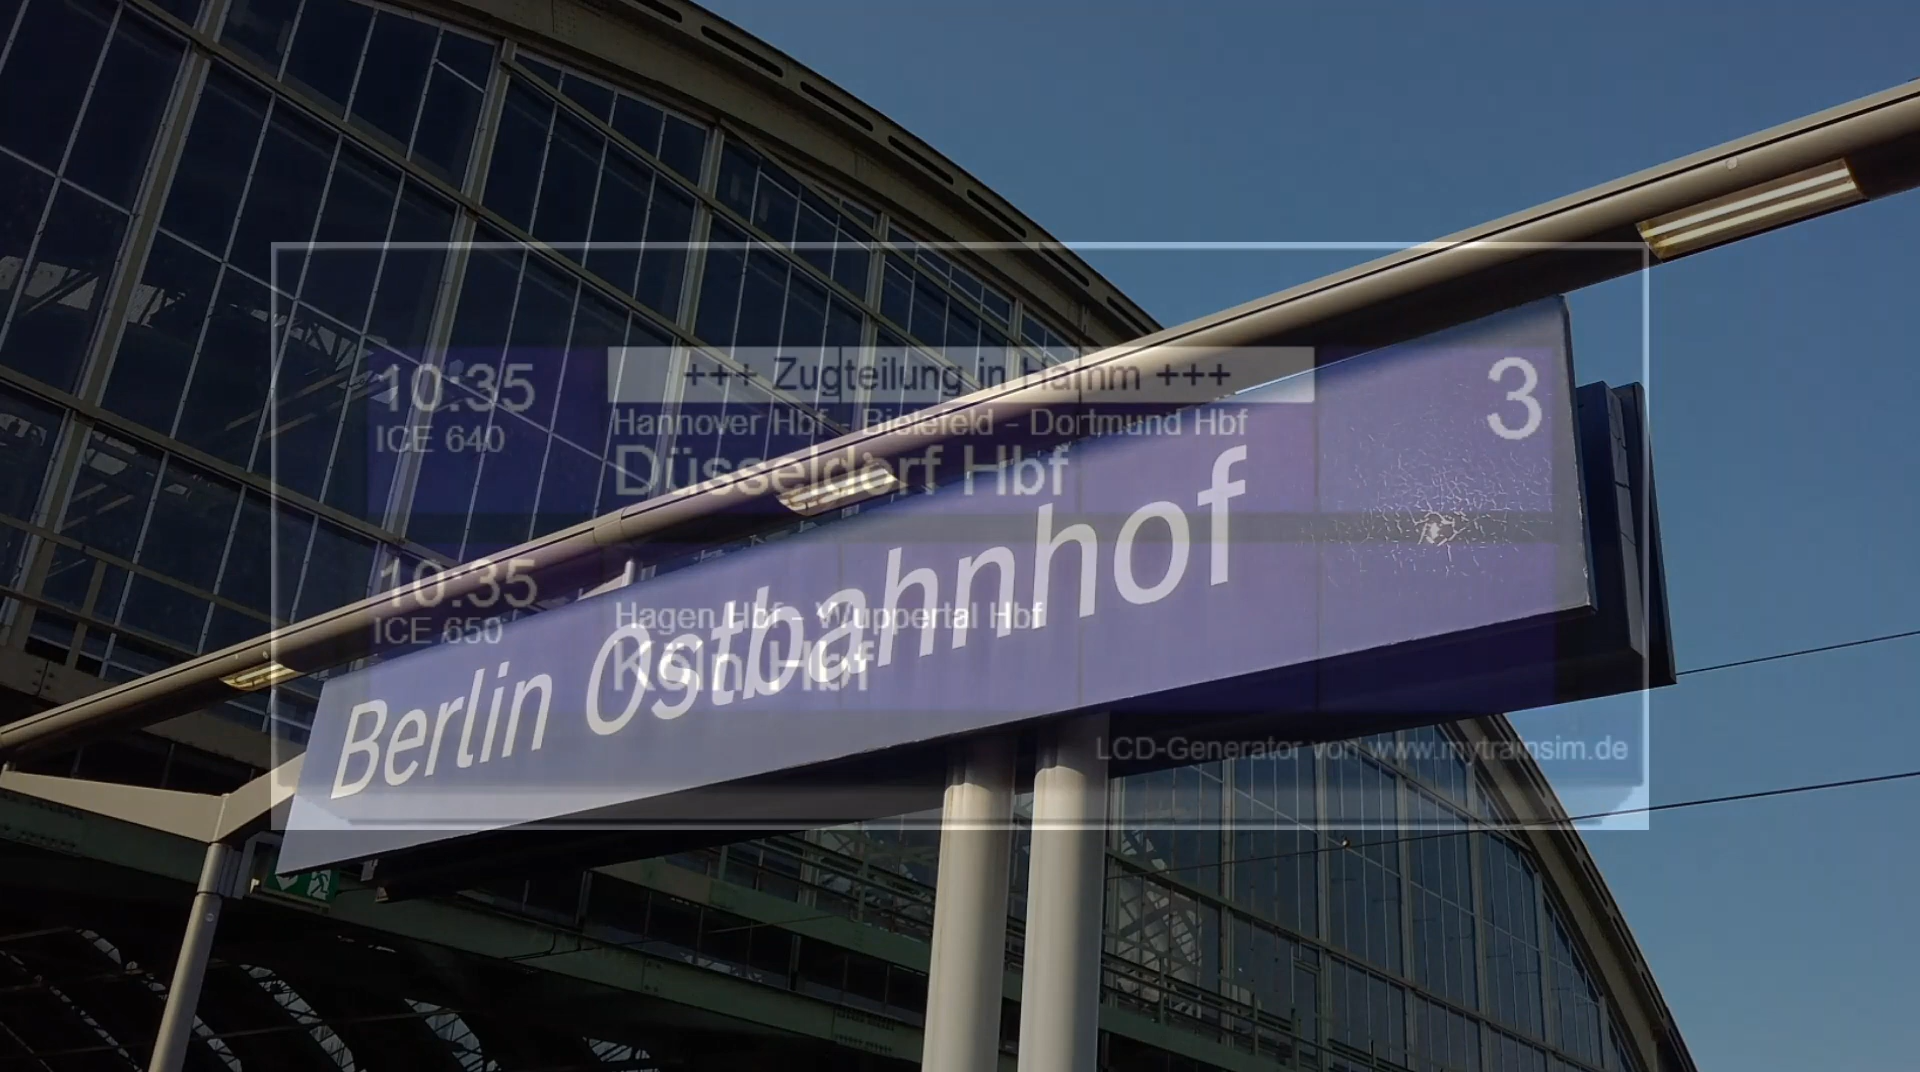 10:35
ICE 640
+++ Zugteilung in Hamm +++
Hannover Hbf - Bielefeld - Dortmund Hbf
Düsseldorf Hbf
3
10:35
ICE 650
Hagen Hbf - Wuppertal Hbf
Köln Hbf
Berlin Ostbahnhof
LCD-Generator von www.mytrainsim.de